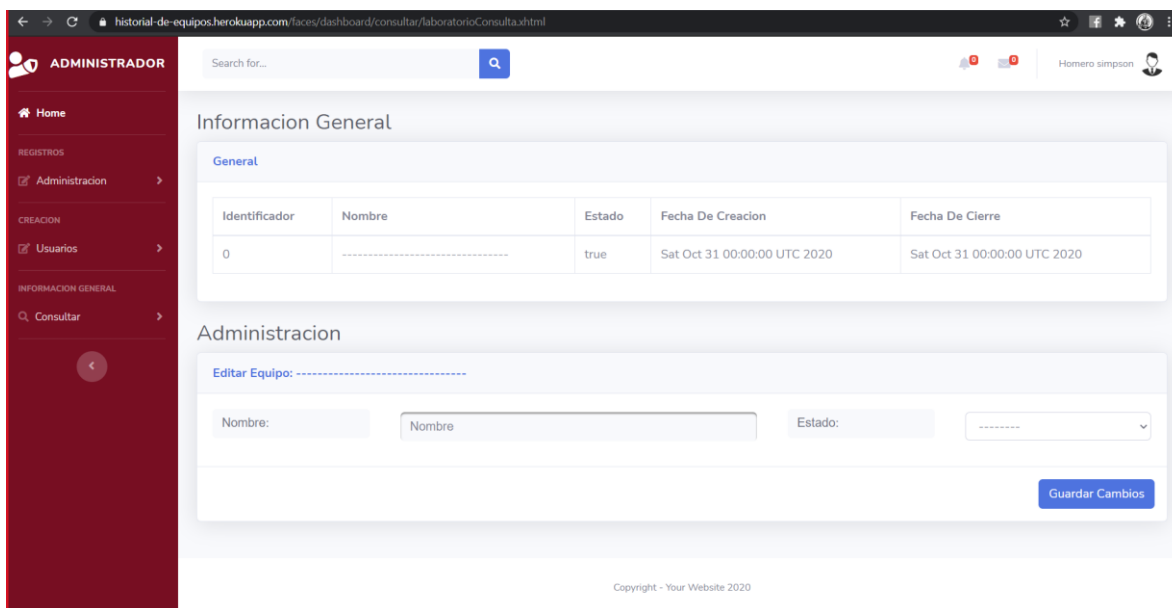 historial-de-equipos.herokuapp.com/faces/dashboard/consultar/laboratorioConsulta.xhtml
ADMINISTRADOR
Search for...
0
0
Homero simpson
Home
REGISTROS
Administracion
CREACION
Usuarios
INFORMACION GENERAL
Consultar
Informacion General
General
Identificador Nombre Estado Fecha De Creacion Fecha De Cierre
0 -------------------------------- true Sat Oct 31 00:00:00 UTC 2020 Sat Oct 31 00:00:00 UTC 2020
Administracion
Editar Equipo: --------------------------------
Nombre: Nombre Estado: --------
Guardar Cambios
Copyright - Your Website 2020